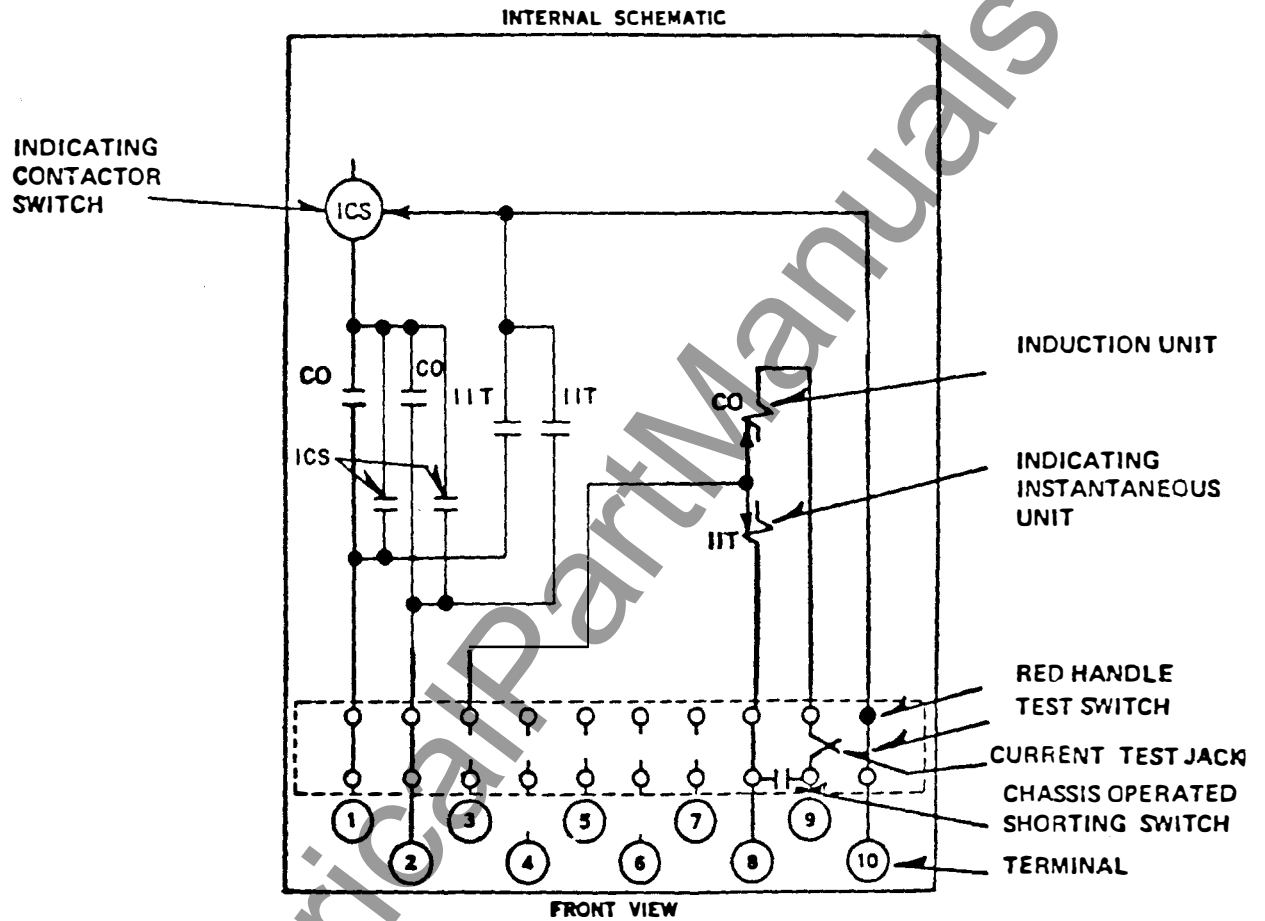 INTERNAL SCHEMATIC
INDICATING
CONTACTOR
SWITCH
ICS
CO
CO
IIT
IIT
ICS
CO
IIT
INDUCTION UNIT
INDICATING
INSTANTANEOUS
UNIT
RED HANDLE
TEST SWITCH
CURRENT TEST JACK
CHASSIS OPERATED
SHORTING SWITCH
TERMINAL
1
3
5
7
9
2
4
6
8
10
FRONT VIEW
ricalPartManuals